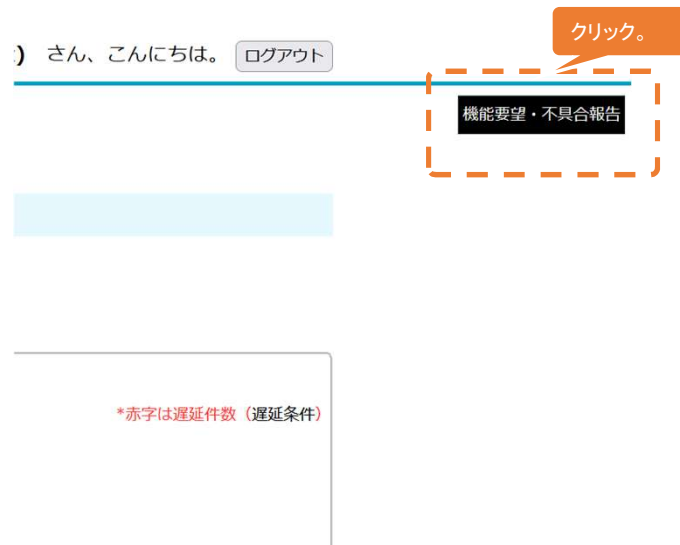 クリック。
) さん、こんにちは。 ログアウト
機能要望・不具合報告
*赤字は遅延件数（遅延条件）